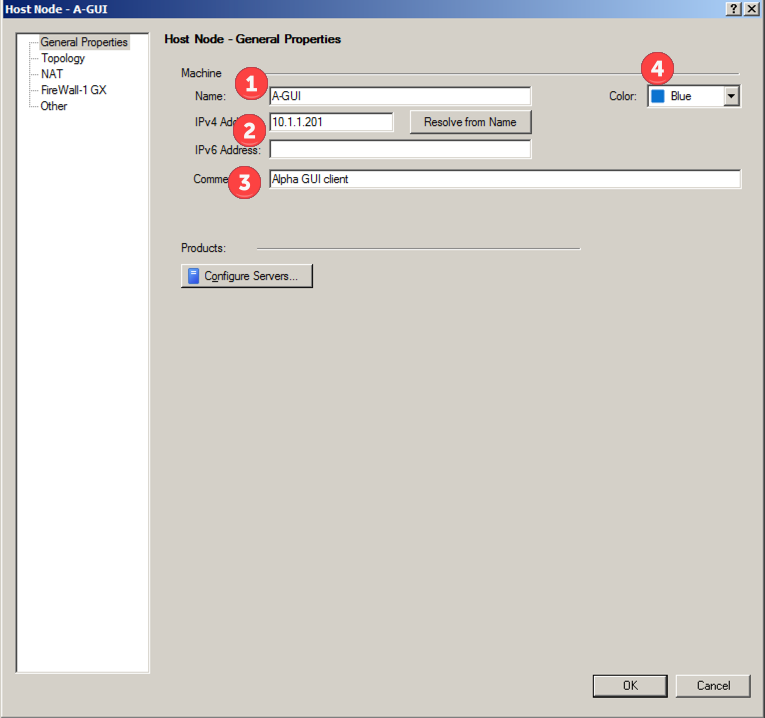 Host Node - A-GUI
General Properties
Topology
NAT
FireWall-1 GX
Other
Host Node - General Properties
Machine
1
4
Name: A-GUI
Color: Blue
2
IPv4 Add 10.1.1.201 Resolve from Name
IPv6 Address:
3
Comme Alpha GUI client
Products:
Configure Servers...
OK Cancel